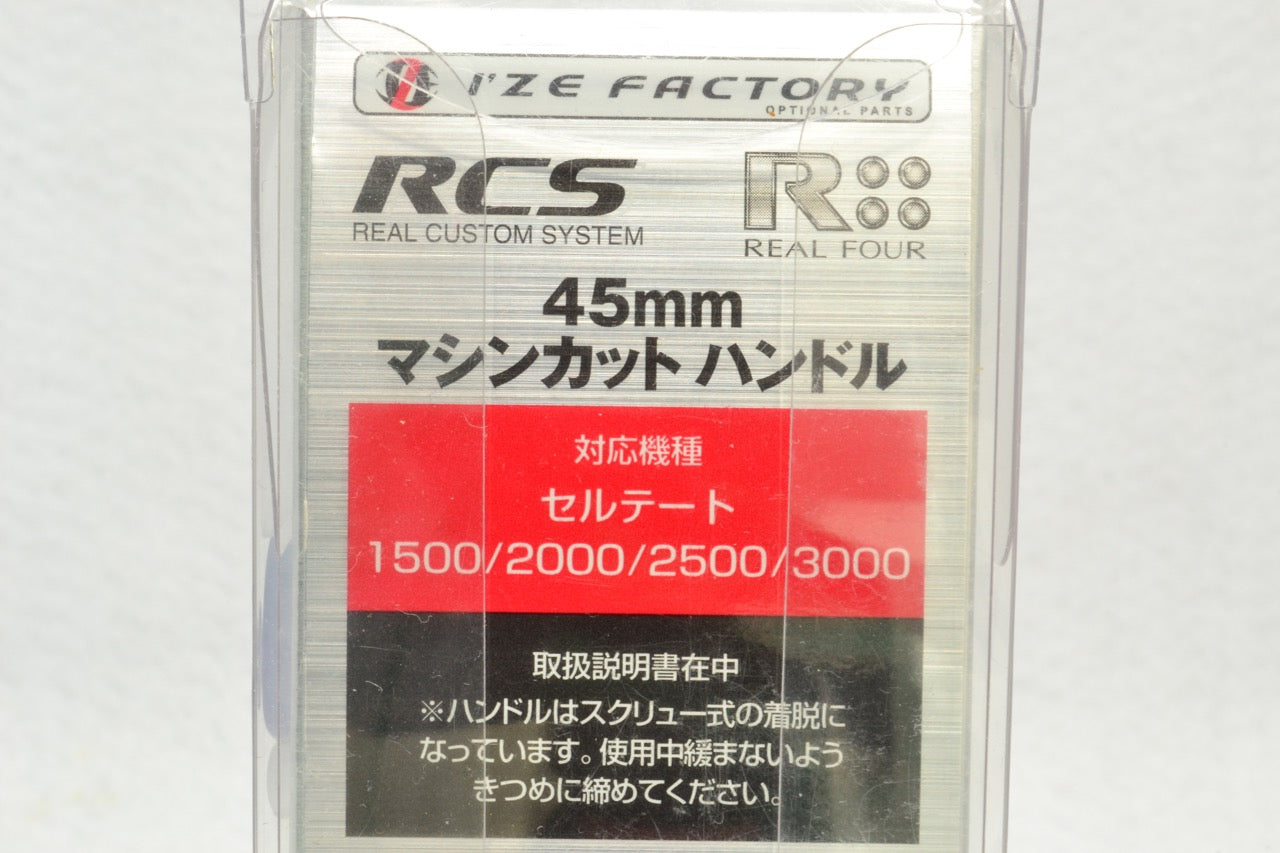 I'ZE FACTORY
OPTIONAL PARTS
RCS
REAL CUSTOM SYSTEM
R
REAL FOUR
45mm
マシンカット ハンドル
対応機種
セルテート
1500/2000/2500/3000
取扱説明書在中
※ハンドルはスクリュー式の着脱に
なっています。使用中緩まないよう
きつめに締めてください。